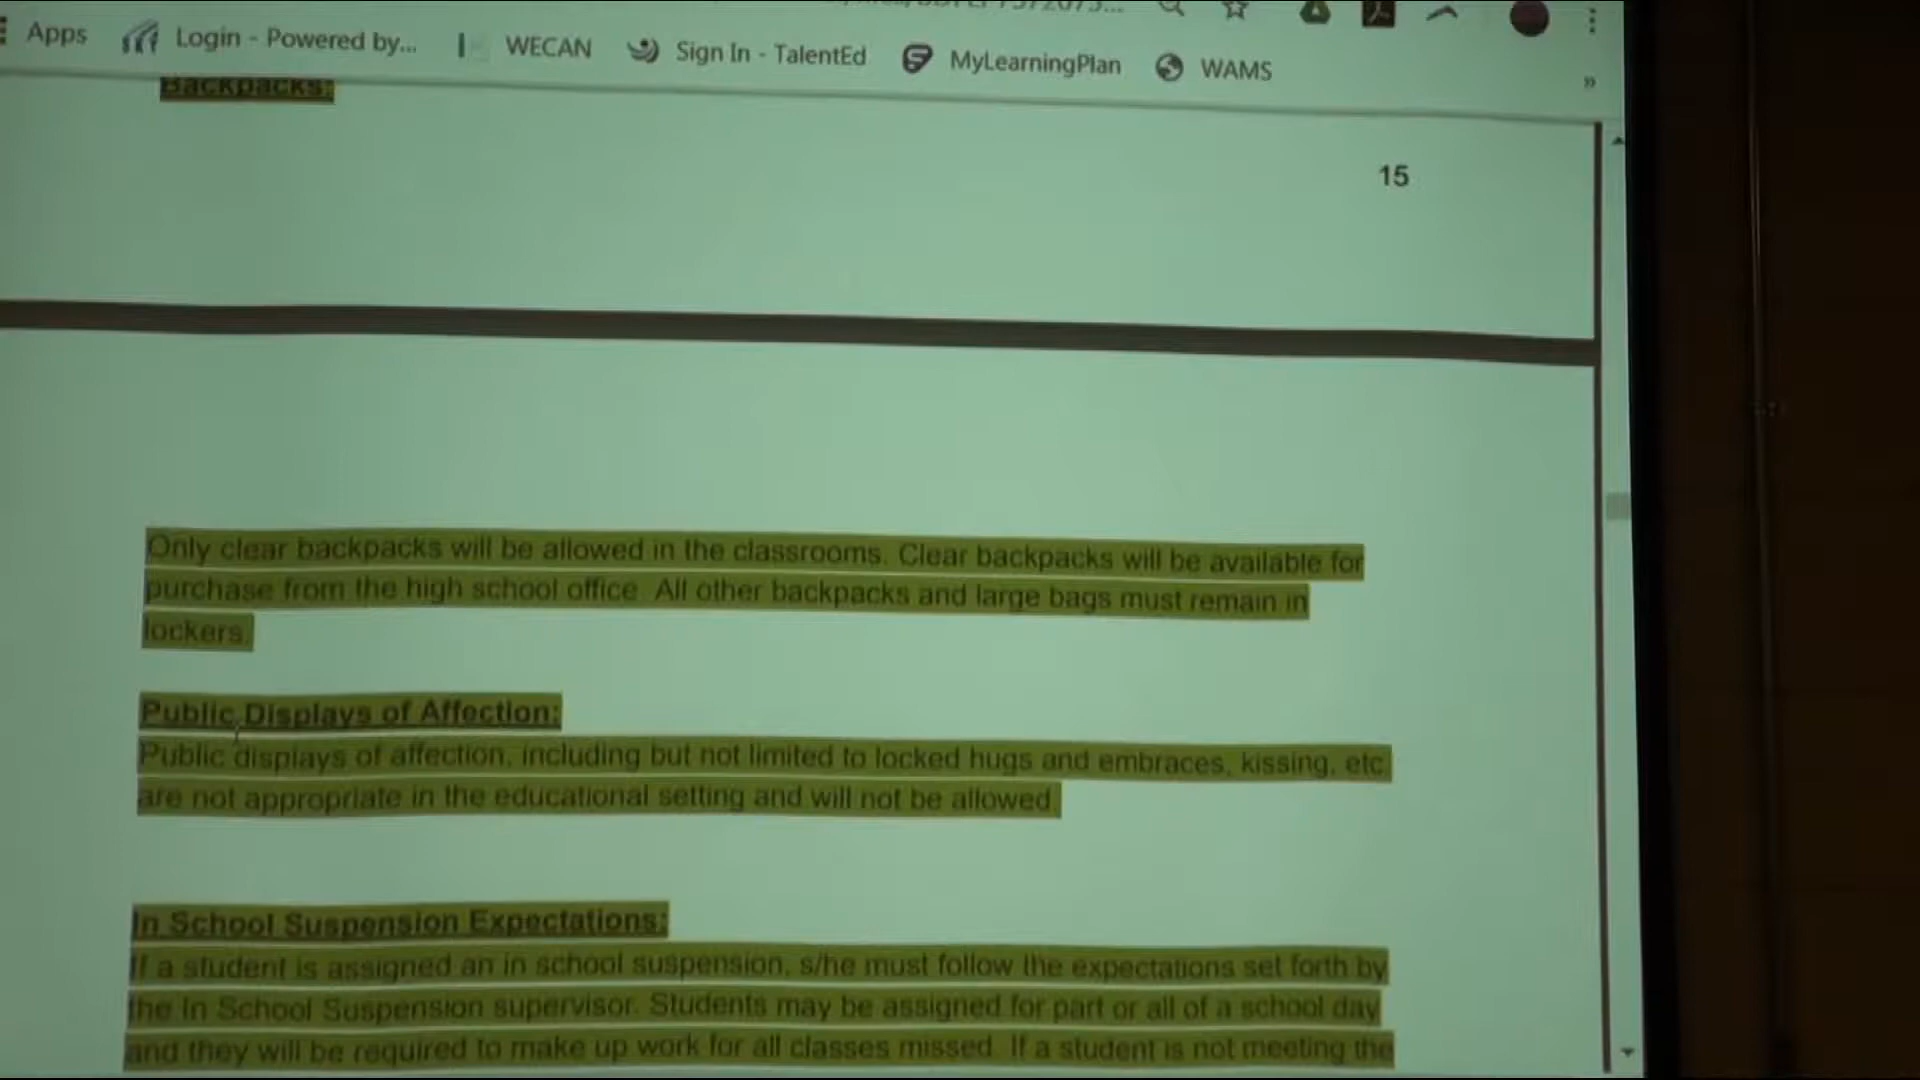 Apps Login - Powered by... WECAN Sign In - TalentEd MyLearningPlan WAMS »
Backpacks:
15
Only clear backpacks will be allowed in the classrooms. Clear backpacks will be available for
purchase from the high school office. All other backpacks and large bags must remain in
lockers.
Public Displays of Affection:
Public displays of affection, including but not limited to locked hugs and embraces, kissing, etc.
are not appropriate in the educational setting and will not be allowed.
In School Suspension Expectations:
If a student is assigned an in school suspension, s/he must follow the expectations set forth by
the In School Suspension supervisor. Students may be assigned for part or all of a school day
and they will be required to make up work for all classes missed. If a student is not meeting the